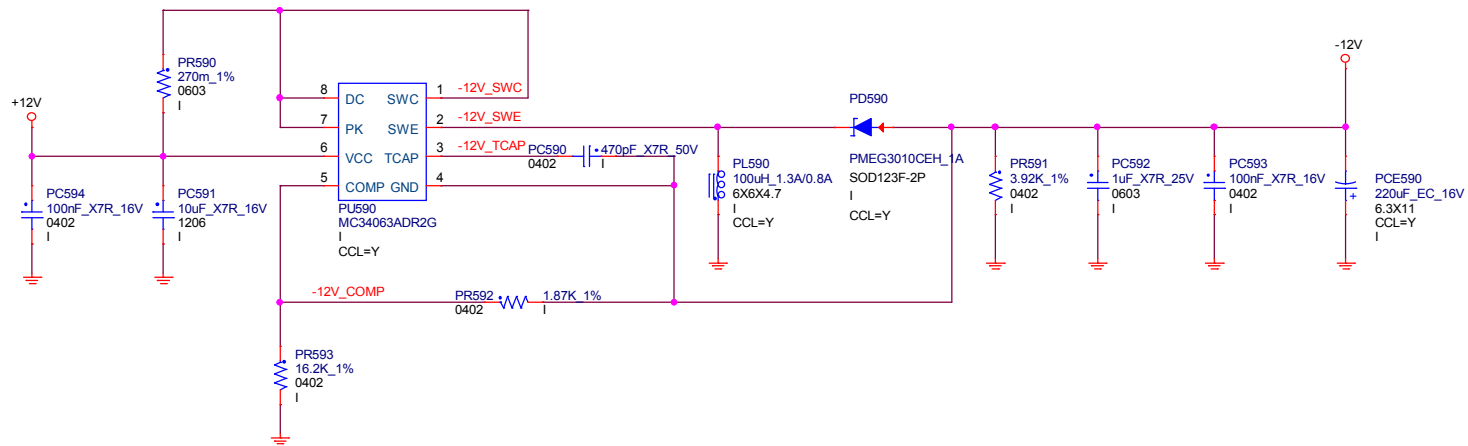 -12V
PR590
270m_1%
0603
I
+12V
8 DC SWC 1 -12V_SWC
7 PK SWE 2 -12V_SWE
6 VCC TCAP 3 -12V_TCAP
5 COMP GND 4
PU590
MC34063ADR2G
I
CCL=Y
PC590
0402
470pF_X7R_50V
I
PD590
PMEG3010CEH_1A
SOD123F-2P
I
CCL=Y
PC594
100nF_X7R_16V
0402
I
PC591
10uF_X7R_16V
1206
I
PL590
100uH_1.3A/0.8A
6X6X4.7
I
CCL=Y
PR591
3.92K_1%
0402
I
PC592
1uF_X7R_25V
0603
I
PC593
100nF_X7R_16V
0402
I
PCE590
220uF_EC_16V
6.3X11
CCL=Y
I
+
-12V_COMP
PR592
0402
1.87K_1%
I
PR593
16.2K_1%
0402
I